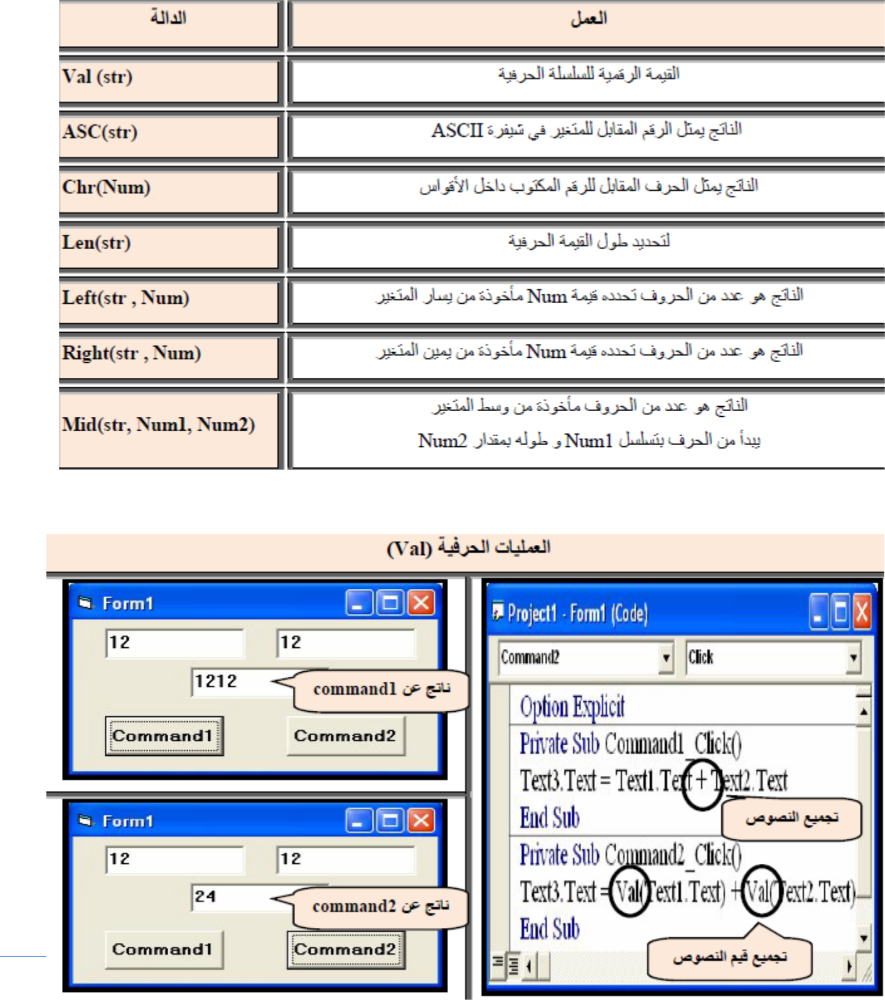 الدالة العمل
Val (str) القيمة الرقمية للسلسلة الحرفية
ASC(str) الناتج يمثل الرقم المقابل للمتغير في شيفرة ASCII
Chr(Num) الناتج يمثل الحرف المقابل للرقم المكتوب داخل الأقواس
Len(str) لتحديد طول القيمة الحرفية
Left(str , Num) الناتج هو عدد من الحروف تحدده قيمة Num مأخوذة من يسار المتغير
Right(str , Num) الناتج هو عدد من الحروف تحدده قيمة Num مأخوذة من يمين المتغير
Mid(str, Num1, Num2) الناتج هو عدد من الحروف مأخوذة من وسط المتغير
يبدأ من الحرف بتسلسل Num1 و طوله بمقدار Num2
العمليات الحرفية (Val)
Form1
12 12
1212
ناتج عن command1
Command1 Command2
Form1
12 12
24
ناتج عن command2
Command1 Command2
Project1 - Form1 (Code)
Command2 Click
Option Explicit
Private Sub Command1_Click()
Text3.Text = Text1.Text + Text2.Text
تجميع النصوص
End Sub
Private Sub Command2_Click()
Text3.Text = Val(Text1.Text) + Val(Text2.Text)
End Sub
تجميع قيم النصوص